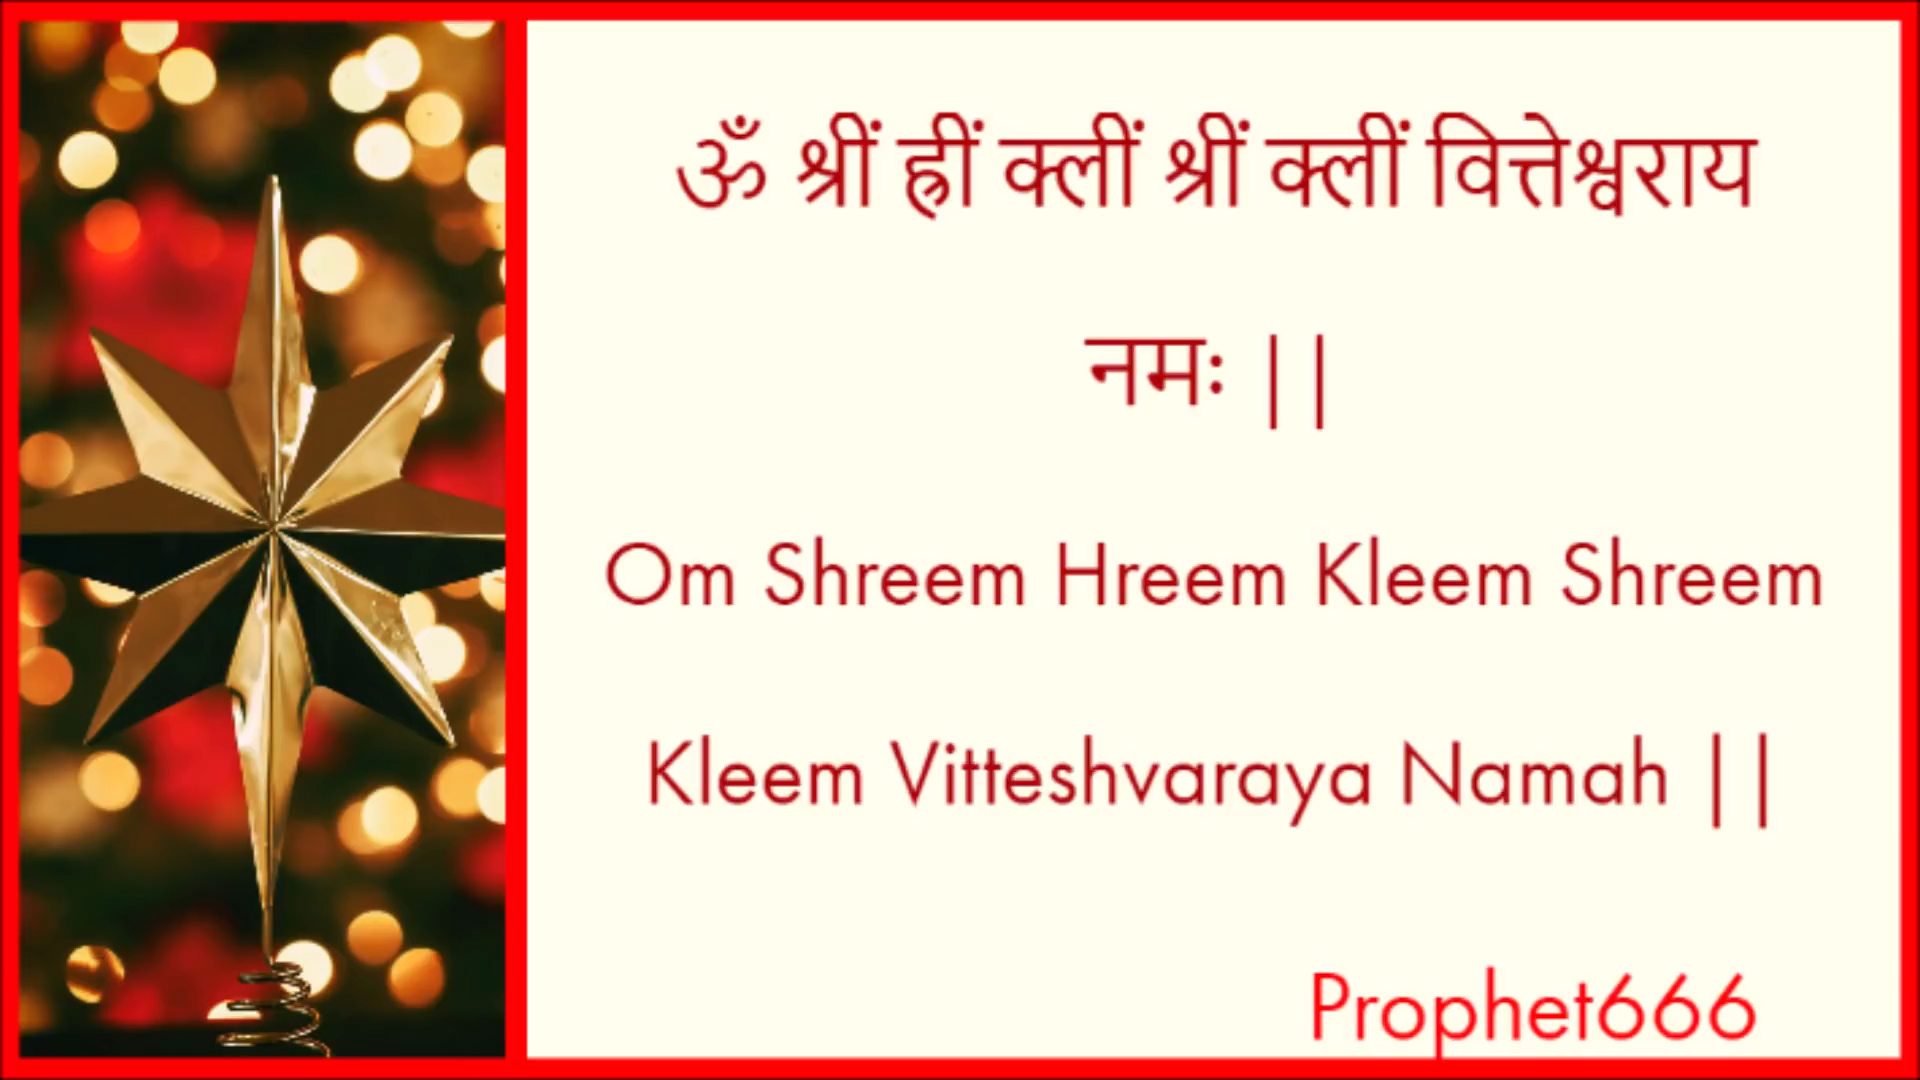 ॐ श्रीं ह्रीं क्लीं श्रीं क्लीं वित्तेश्वराय
नमः ||
Om Shreem Hreem Kleem Shreem
Kleem Vitteshvaraya Namah ||
Prophet666